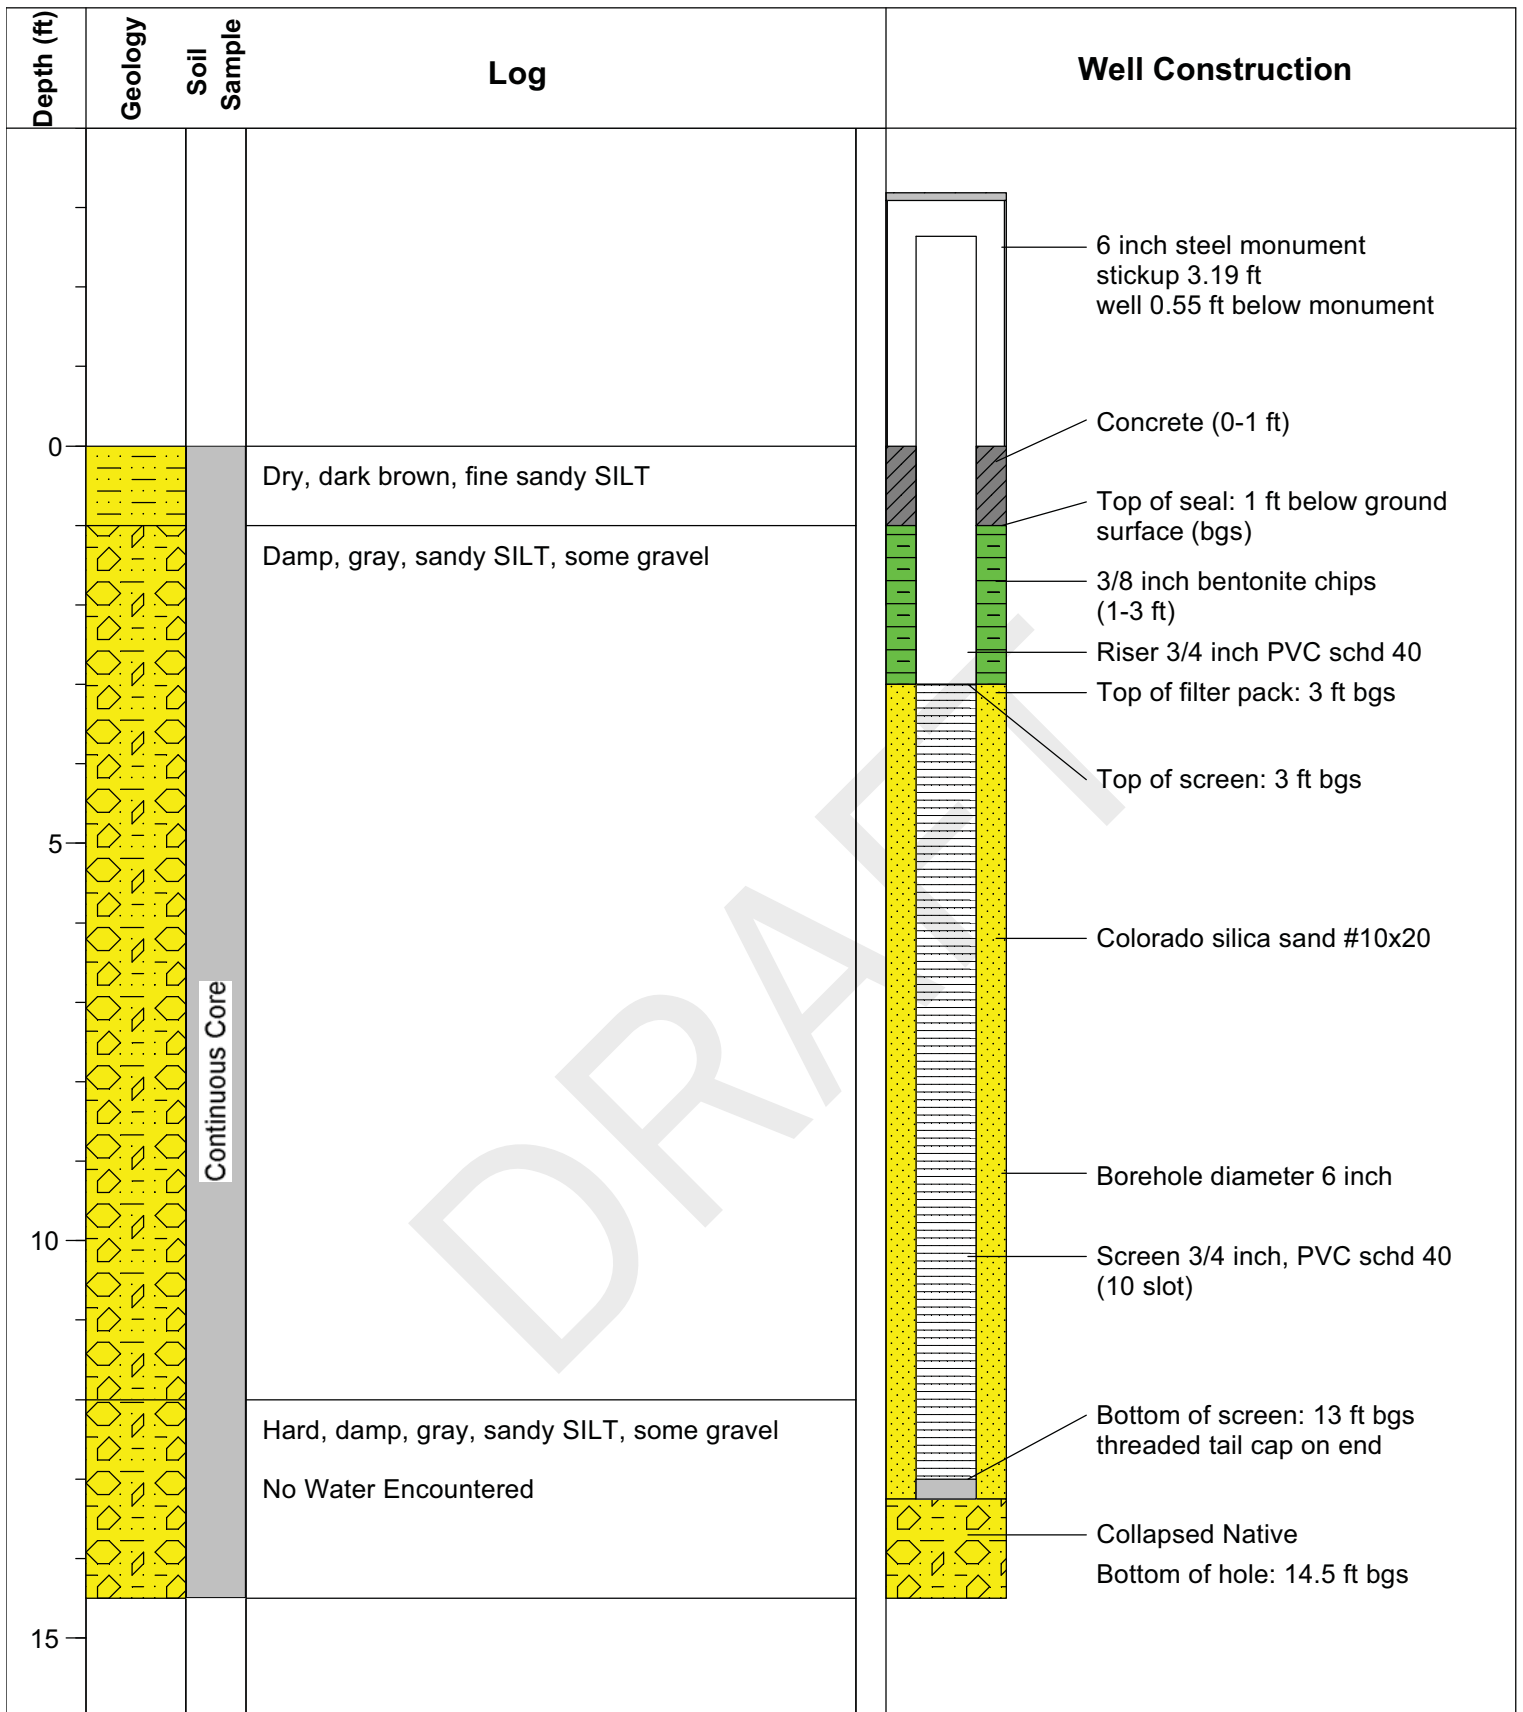 Depth (ft)
Geology
Soil
Sample
Log
Well Construction
6 inch steel monument
stickup 3.19 ft
well 0.55 ft below monument
Concrete (0-1 ft)
0
Dry, dark brown, fine sandy SILT
Top of seal: 1 ft below ground
surface (bgs)
Damp, gray, sandy SILT, some gravel
3/8 inch bentonite chips
(1-3 ft)
Riser 3/4 inch PVC schd 40
Top of filter pack: 3 ft bgs
Top of screen: 3 ft bgs
5
Colorado silica sand #10x20
Continuous Core
DRAFT
Borehole diameter 6 inch
10
Screen 3/4 inch, PVC schd 40
(10 slot)
Hard, damp, gray, sandy SILT, some gravel
No Water Encountered
Bottom of screen: 13 ft bgs
threaded tail cap on end
Collapsed Native
Bottom of hole: 14.5 ft bgs
15